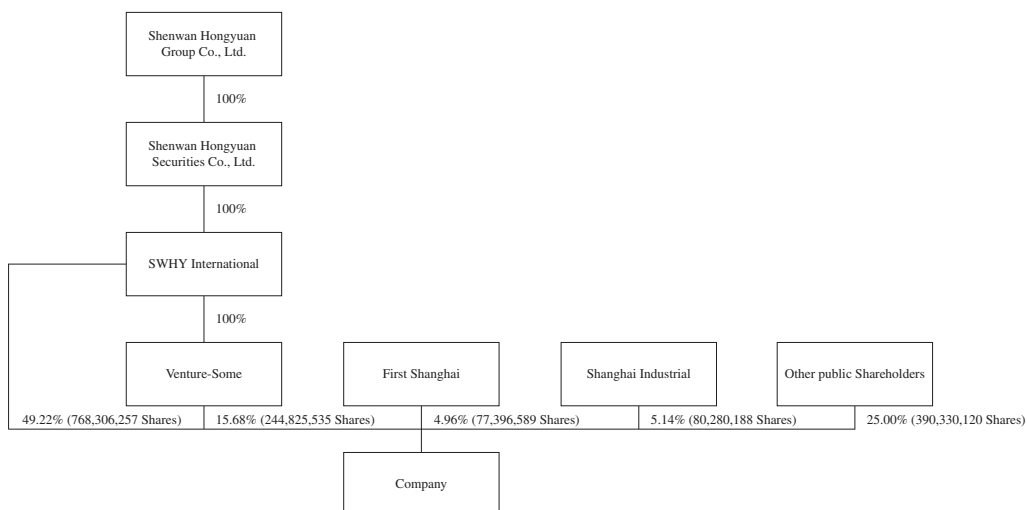 Shenwan Hongyuan
Group Co., Ltd.
100%
Shenwan Hongyuan
Securities Co., Ltd.
100%
SWHY International
100%
Venture-Some
First Shanghai
Shanghai Industrial
Other public Shareholders
49.22% (768,306,257 Shares)
15.68% (244,825,535 Shares)
4.96% (77,396,589 Shares)
5.14% (80,280,188 Shares)
25.00% (390,330,120 Shares)
Company